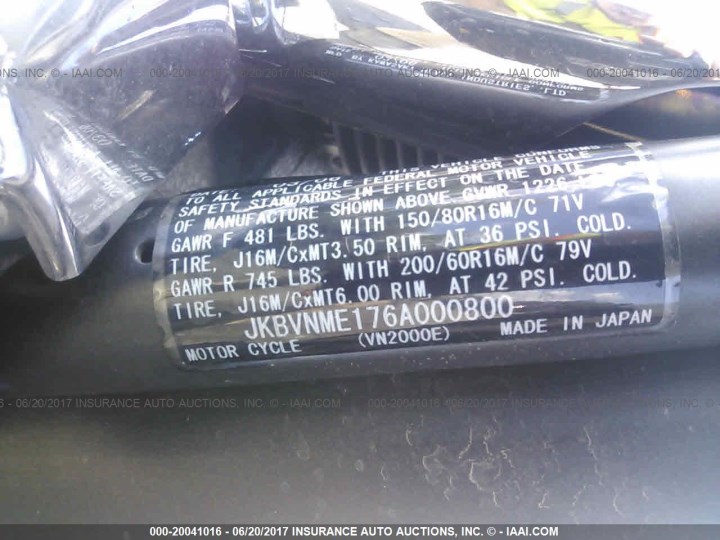 INC. - © - IAAI.COM
000-20041016 - 06/20/2017 INSURANCE AUTO AUCTIONS, INC. - © - IAAI.COM
000-20041016 - 06/20/2017
THIS VEHICLE CONFORMS
TO ALL APPLICABLE FEDERAL MOTOR VEHICLE
SAFETY STANDARDS IN EFFECT ON THE DATE
OF MANUFACTURE SHOWN ABOVE GVWR 1226
GAWR F 481 LBS. WITH 150/80R16M/C 71V
TIRE, J16M/CxMT3.50 RIM, AT 36 PSI. COLD.
GAWR R 745 LBS. WITH 200/60R16M/C 79V
TIRE, J16M/CxMT6.00 RIM, AT 42 PSI. COLD.
JKBVNME176A000800
MOTOR CYCLE (VN2000E) MADE IN JAPAN
- 06/20/2017 INSURANCE AUTO AUCTIONS, INC. - © - IAAI.COM
000-20041016 - 06/20/2017 INSURANCE AUTO AUCTIONS, INC.
000-20041016 - 06/20/2017 INSURANCE AUTO AUCTIONS, INC. - © - IAAI.COM